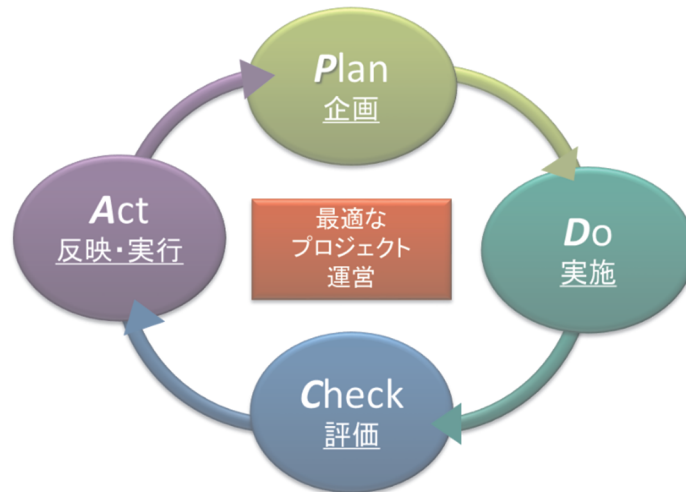 Plan
企画
Do
実施
Check
評価
Act
反映・実行
最適な
プロジェクト
運営